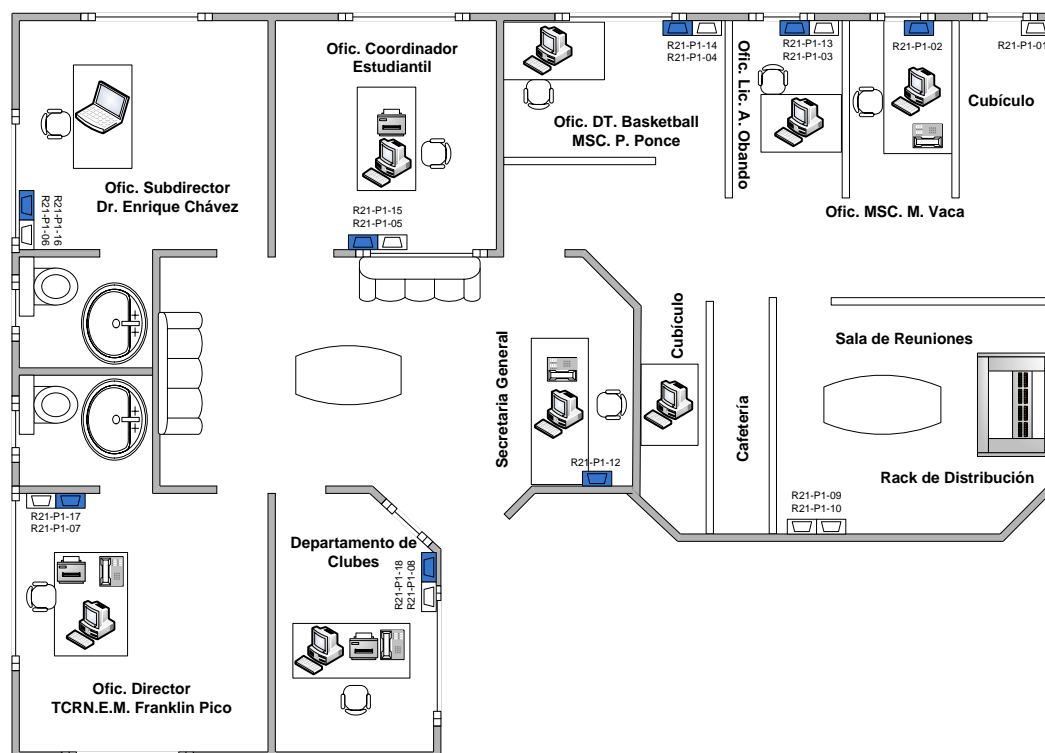 Ofic. Coordinador
Estudiantil
R21-P1-14
R21-P1-04
Ofic. Lic. A. Obando
R21-P1-13
R21-P1-03
R21-P1-02
R21-P1-01
Cubículo
Ofic. DT. Basketball
MSC. P. Ponce
Ofic. Subdirector
Dr. Enrique Chávez
R21-P1-16
R21-P1-06
R21-P1-15
R21-P1-05
Ofic. MSC. M. Vaca
Secretaría General
Cubículo
Cafetería
Sala de Reuniones
R21-P1-12
Rack de Distribución
R21-P1-09
R21-P1-10
R21-P1-17
R21-P1-07
Departamento de
Clubes
R21-P1-18
R21-P1-08
Ofic. Director
TCRN.E.M. Franklin Pico